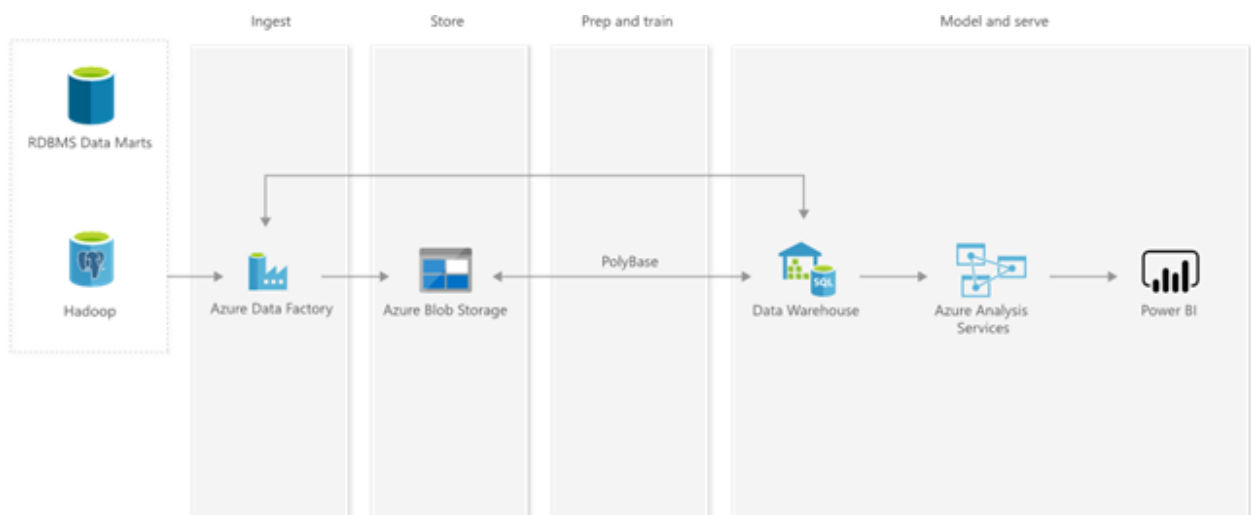 Ingest
Store
Prep and train
Model and serve
RDBMS Data Marts
Hadoop
Azure Data Factory
Azure Blob Storage
PolyBase
SQL
Data Warehouse
Azure Analysis
Services
Power BI